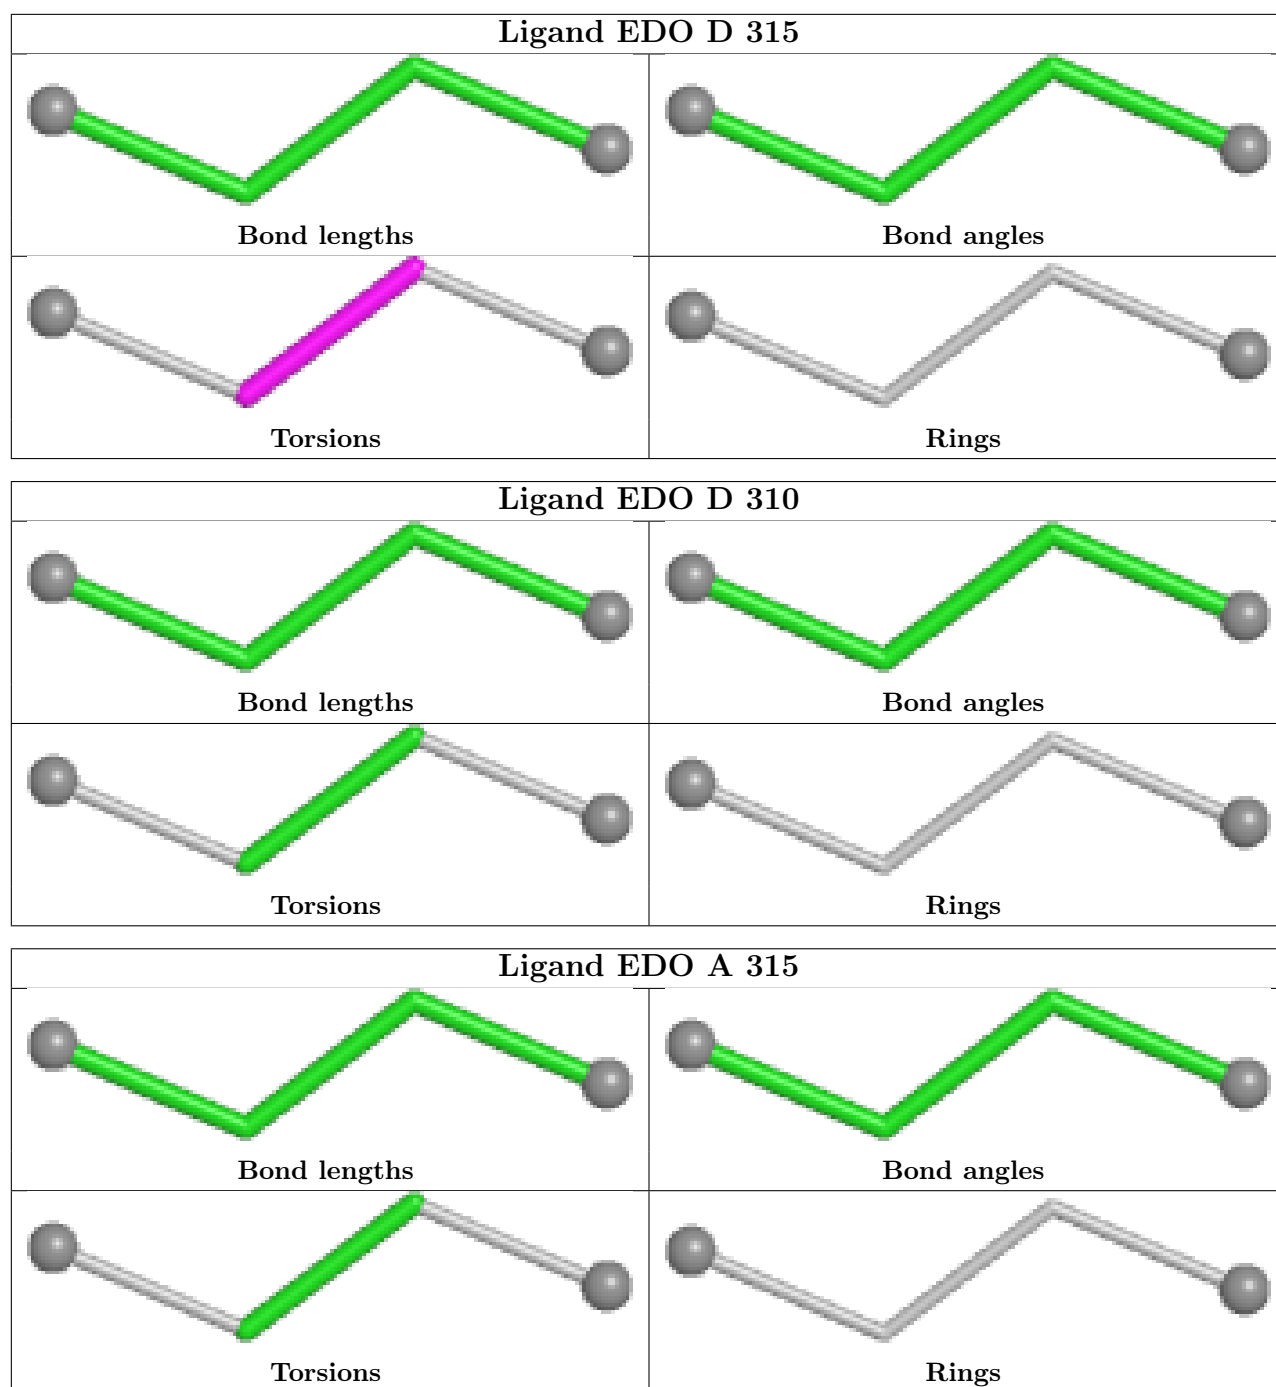 Ligand EDO D 315
Bond lengths
Bond angles
Torsions
Rings
Ligand EDO D 310
Bond lengths
Bond angles
Torsions
Rings
Ligand EDO A 315
Bond lengths
Bond angles
Torsions
Rings